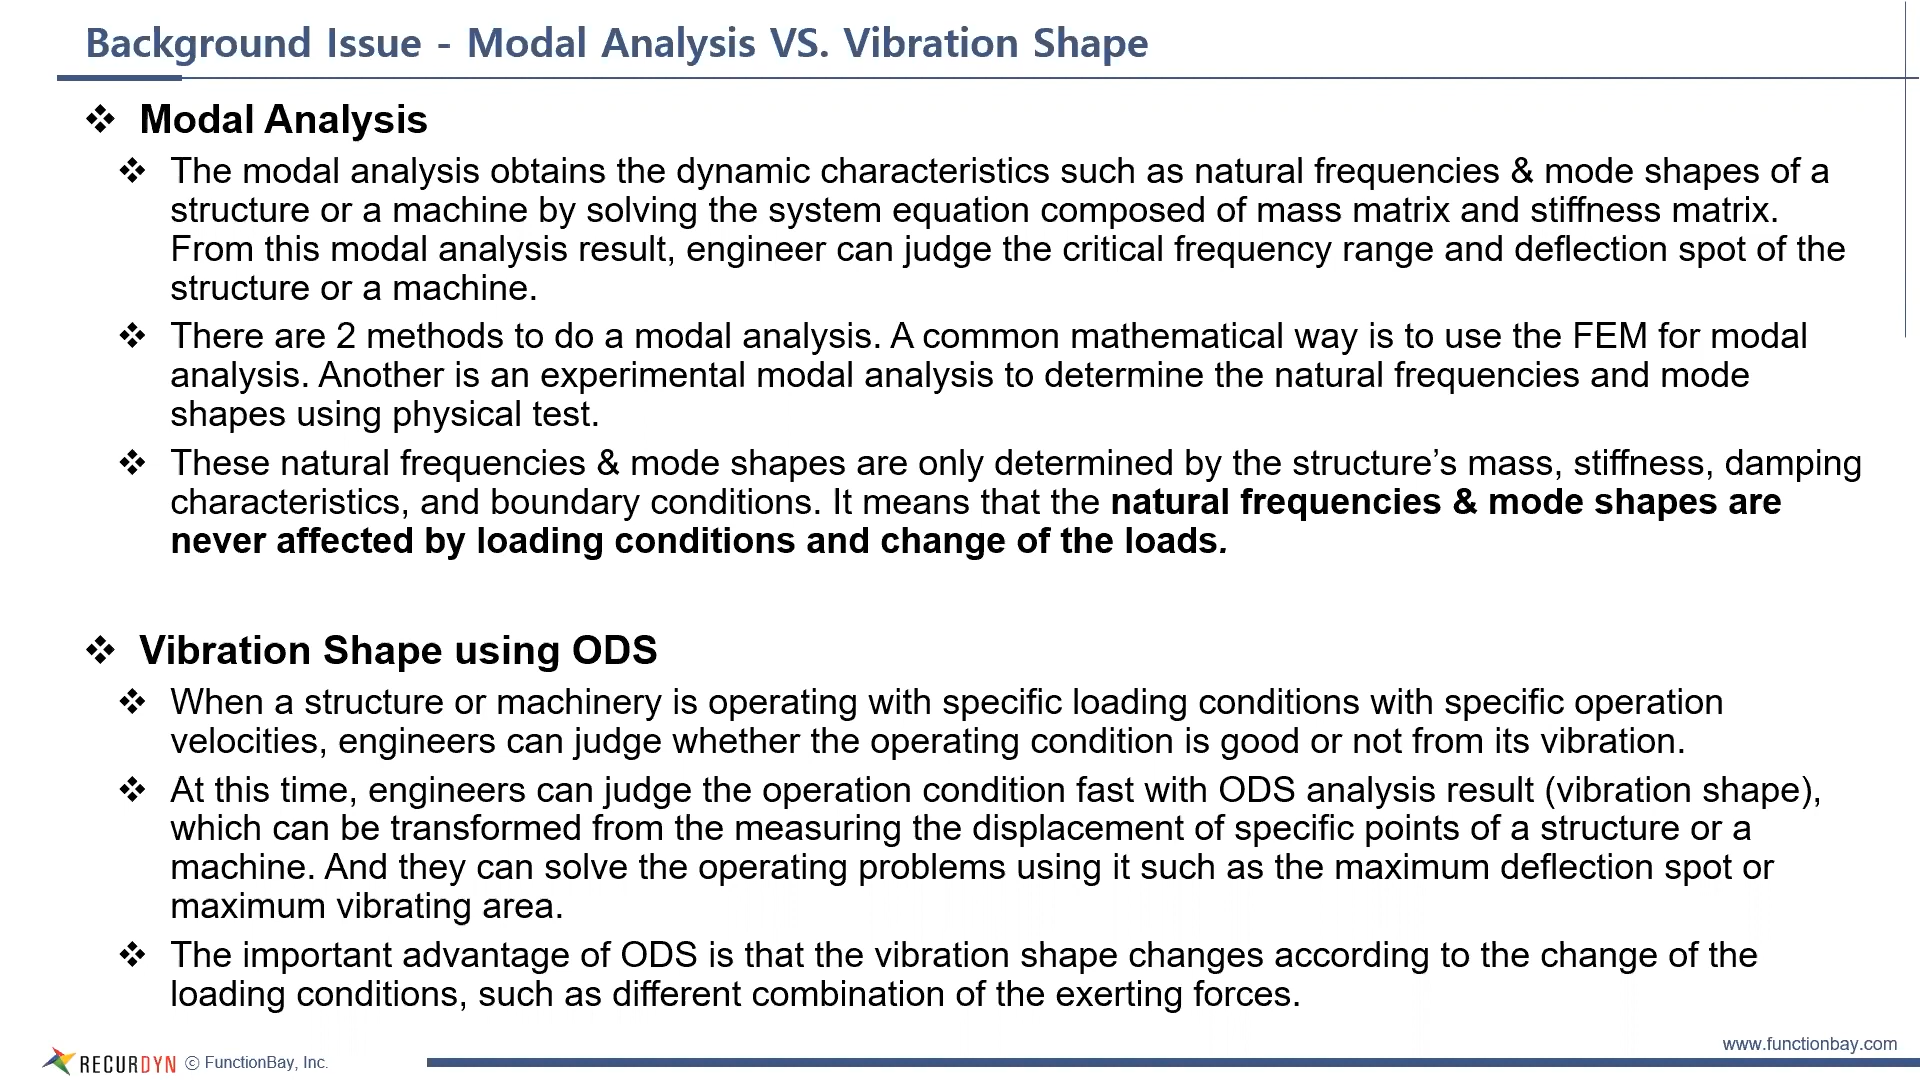 Background Issue - Modal Analysis VS. Vibration Shape
❖ Modal Analysis
❖ The modal analysis obtains the dynamic characteristics such as natural frequencies & mode shapes of a
structure or a machine by solving the system equation composed of mass matrix and stiffness matrix.
From this modal analysis result, engineer can judge the critical frequency range and deflection spot of the
structure or a machine.
❖ There are 2 methods to do a modal analysis. A common mathematical way is to use the FEM for modal
analysis. Another is an experimental modal analysis to determine the natural frequencies and mode
shapes using physical test.
❖ These natural frequencies & mode shapes are only determined by the structure’s mass, stiffness, damping
characteristics, and boundary conditions. It means that the natural frequencies & mode shapes are
never affected by loading conditions and change of the loads.
❖ Vibration Shape using ODS
❖ When a structure or machinery is operating with specific loading conditions with specific operation
velocities, engineers can judge whether the operating condition is good or not from its vibration.
❖ At this time, engineers can judge the operation condition fast with ODS analysis result (vibration shape),
which can be transformed from the measuring the displacement of specific points of a structure or a
machine. And they can solve the operating problems using it such as the maximum deflection spot or
maximum vibrating area.
❖ The important advantage of ODS is that the vibration shape changes according to the change of the
loading conditions, such as different combination of the exerting forces.
www.functionbay.com
RECURDYN © FunctionBay, Inc.